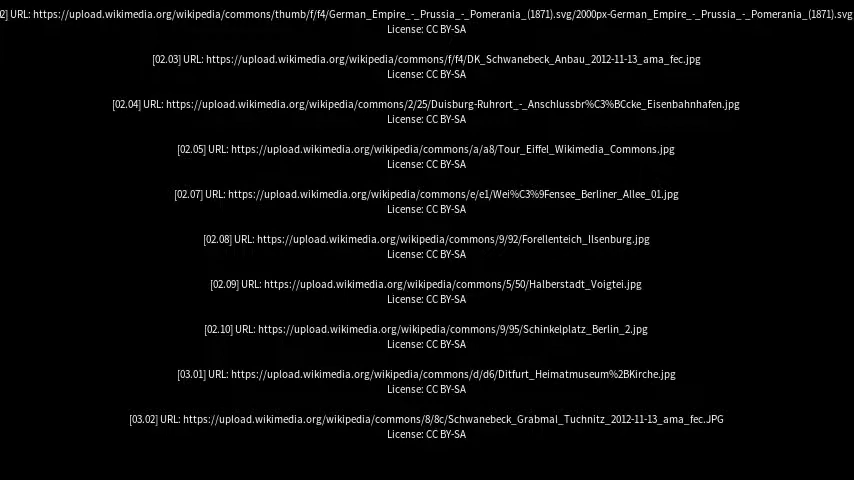 2] URL: https://upload.wikimedia.org/wikipedia/commons/thumb/f/f4/German_Empire_-_Prussia_-_Pomerania_(1871).svg/2000px-German_Empire_-_Prussia_-_Pomerania_(1871).svg
License: CC BY-SA
[02.03] URL: https://upload.wikimedia.org/wikipedia/commons/f/f4/DK_Schwanebeck_Anbau_2012-11-13_ama_fec.jpg
License: CC BY-SA
[02.04] URL: https://upload.wikimedia.org/wikipedia/commons/2/25/Duisburg-Ruhrort_-_Anschlussbr%C3%BCcke_Eisenbahnhafen.jpg
License: CC BY-SA
[02.05] URL: https://upload.wikimedia.org/wikipedia/commons/a/a8/Tour_Eiffel_Wikimedia_Commons.jpg
License: CC BY-SA
[02.07] URL: https://upload.wikimedia.org/wikipedia/commons/e/e1/Wei%C3%9Fensee_Berliner_Allee_01.jpg
License: CC BY-SA
[02.08] URL: https://upload.wikimedia.org/wikipedia/commons/9/92/Forellenteich_Ilsenburg.jpg
License: CC BY-SA
[02.09] URL: https://upload.wikimedia.org/wikipedia/commons/5/50/Halberstadt_Voigtei.jpg
License: CC BY-SA
[02.10] URL: https://upload.wikimedia.org/wikipedia/commons/9/95/Schinkelplatz_Berlin_2.jpg
License: CC BY-SA
[03.01] URL: https://upload.wikimedia.org/wikipedia/commons/d/d6/Ditfurt_Heimatmuseum%2BKirche.jpg
License: CC BY-SA
[03.02] URL: https://upload.wikimedia.org/wikipedia/commons/8/8c/Schwanebeck_Grabmal_Tuchnitz_2012-11-13_ama_fec.JPG
License: CC BY-SA